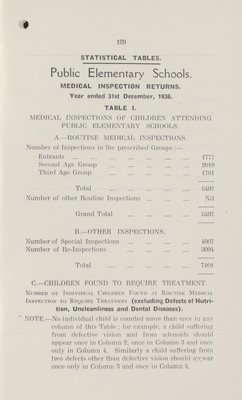 129
STATISTICAL TABLES.
Public Elementary Schools.
MEDICAL INSPECTION RETURNS.
Year ended 31st December, 1936.
TABLE I.
MEDICAL INSPECTIONS OF CHILDREN ATTENDING
PUBLIC ELEMENTARY SCHOOLS.
A.—ROUTINE MEDICAL INSPECTIONS.
Number of Inspections in the prescribed Groups :—
Entrants ... 1777
Second Age Group ... 2019
Third Age Group ... 1701
Total ... 5497
Number of other Routine Inspections ... Nil
Grand Total ... 5497
B.—OTHER INSPECTIONS.
Number of Special Inspections ... 4007
Number of Re-Inspections ... 3094
Total ... 7101
C.—CHILDREN FOUND TO REQUIRE TREATMENT.
Number of Individual Children Found at Routine Medical
Inspection to Require Treatment (excluding Defects of Nutri-
tion, Uncleanliness and Dental Diseases).
NOTE.—No individual child is counted more than once in any
column of this Table; for example, a child suffering
from defective vision and from adenoids should
appear once in Column 2, once in Column 3 and once
only in Column 4. Similarly a child suffering from
two defects other than defective vision should appear
once only in Column 3 and once in Column 4.